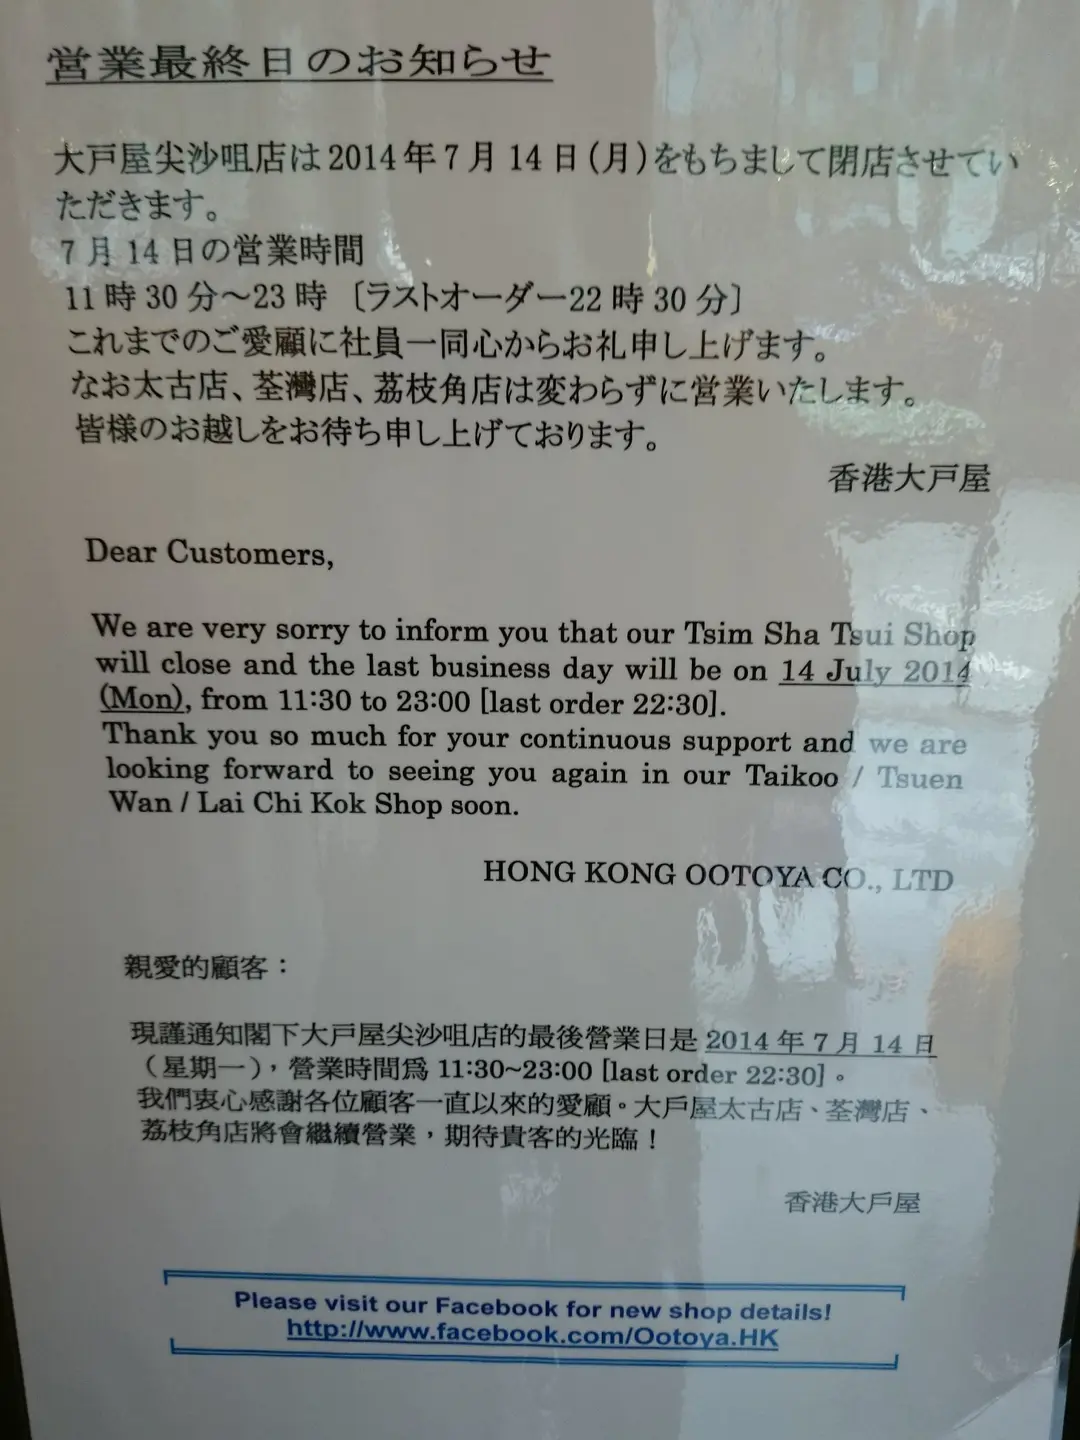 営業最終日のお知らせ
大戸屋尖沙咀店は2014年7月14日(月)をもちまして閉店させてい
ただきます。
7月14日の営業時間
11時30分～23時〔ラストオーダー22時30分〕
これまでのご愛顧に社員一同心からお礼申し上げます。
なお太古店、荃灣店、荔枝角店は変わらずに営業いたします。
皆様のお越しをお待ち申し上げております。
香港大戸屋
Dear Customers,
We are very sorry to inform you that our Tsim Sha Tsui Shop
will close and the last business day will be on 14 July 2014
(Mon), from 11:30 to 23:00 [last order 22:30].
Thank you so much for your continuous support and we are
looking forward to seeing you again in our Taikoo / Tsuen
Wan / Lai Chi Kok Shop soon.
HONG KONG OOTOYA CO., LTD
親愛的顧客：
現謹通知閣下大戸屋尖沙咀店的最後營業日是 2014年7月14日
（星期一），營業時間爲 11:30~23:00 [last order 22:30]。
我們衷心感謝各位顧客一直以來的愛顧。大戶屋太古店、荃灣店、
荔枝角店將會繼續營業，期待貴客的光臨！
香港大戶屋
Please visit our Facebook for new shop details!
http://www.facebook.com/Ootoya.HK